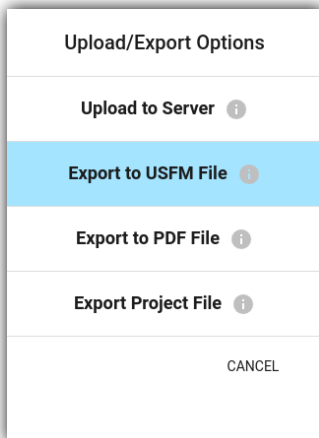 Upload/Export Options
Upload to Server
Export to USFM File
Export to PDF File
Export Project File
CANCEL